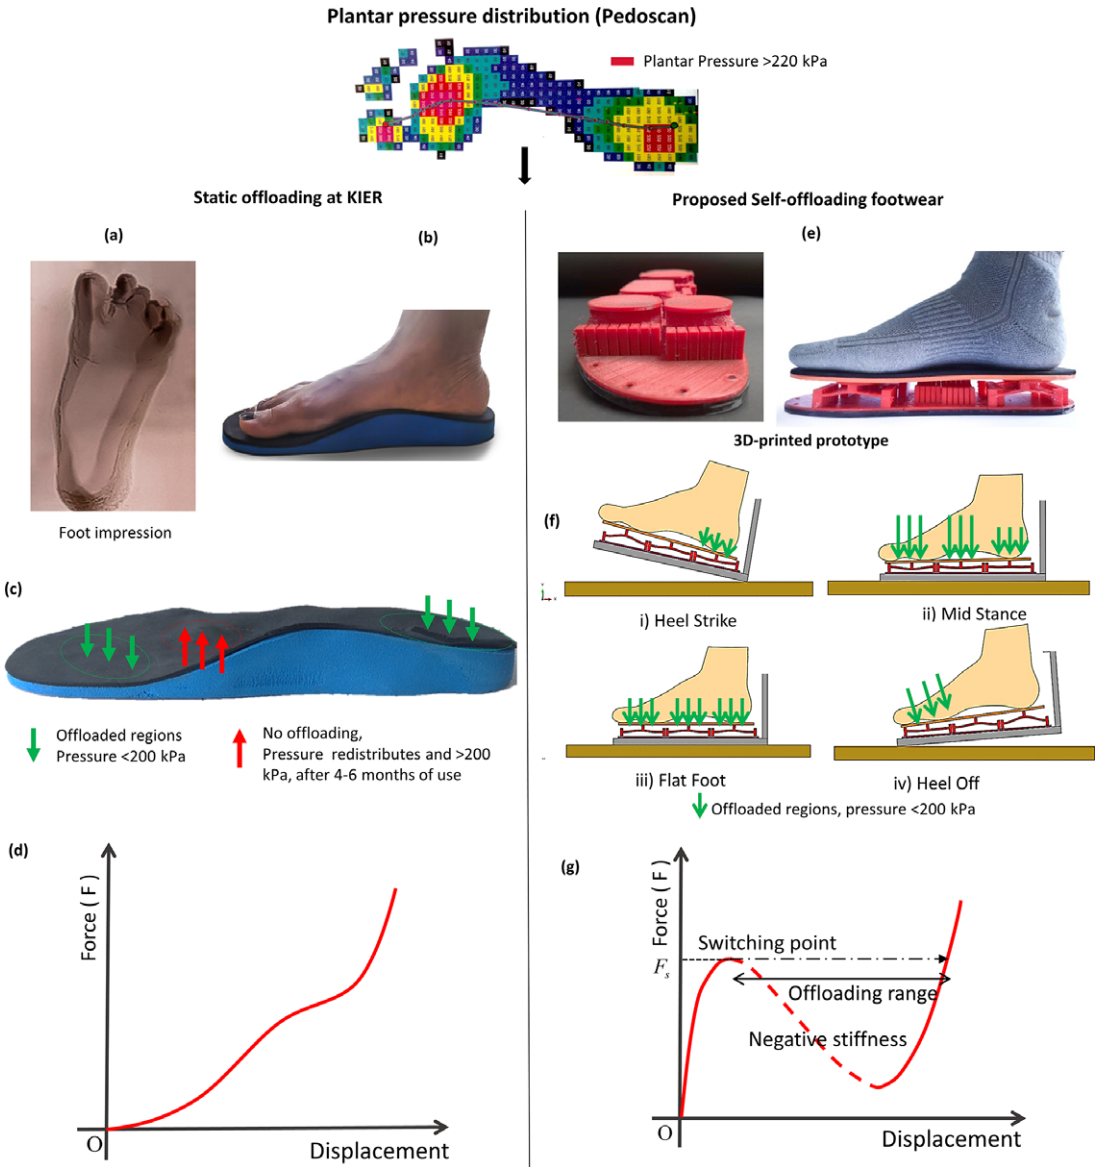 Plantar pressure distribution (Pedoscan)
Plantar Pressure >220 kPa
Static offloading at KIER
Proposed Self-offloading footwear
(a)
(b)
(e)
Foot impression
3D-printed prototype
(f)
i) Heel Strike
ii) Mid Stance
(c)
Offloaded regions
Pressure <200 kPa
No offloading,
Pressure redistributes and >200
kPa, after 4-6 months of use
iii) Flat Foot
iv) Heel Off
Offloaded regions, pressure <200 kPa
(d)
Force ( F )
O
Displacement
(g)
Force ( F )
Switching point
Fs
Offloading range
Negative stiffness
O
Displacement